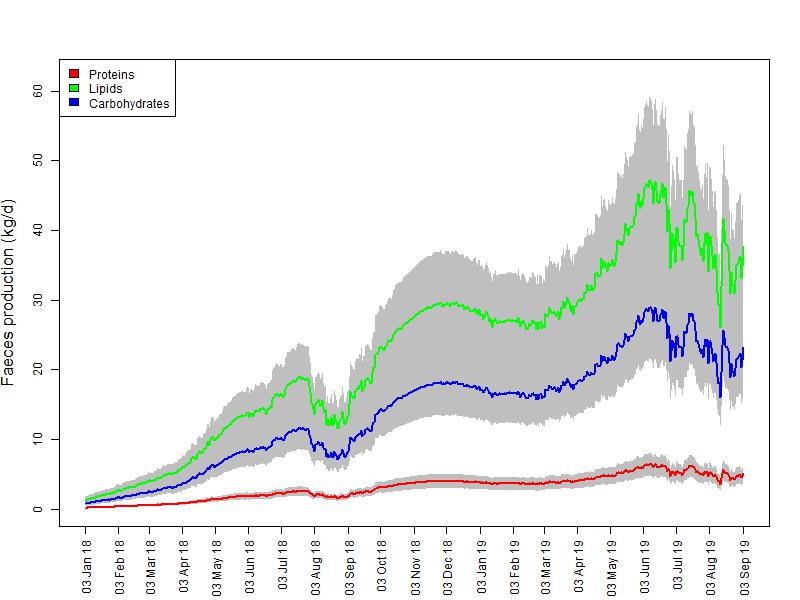 Proteins
Lipids
Carbohydrates
Faeces production (kg/d)
60
50
40
30
20
10
0
03 Jan 18
03 Feb 18
03 Mar 18
03 Apr 18
03 May 18
03 Jun 18
03 Jul 18
03 Aug 18
03 Sep 18
03 Oct 18
03 Nov 18
03 Dec 18
03 Jan 19
03 Feb 19
03 Mar 19
03 Apr 19
03 May 19
03 Jun 19
03 Jul 19
03 Aug 19
03 Sep 19